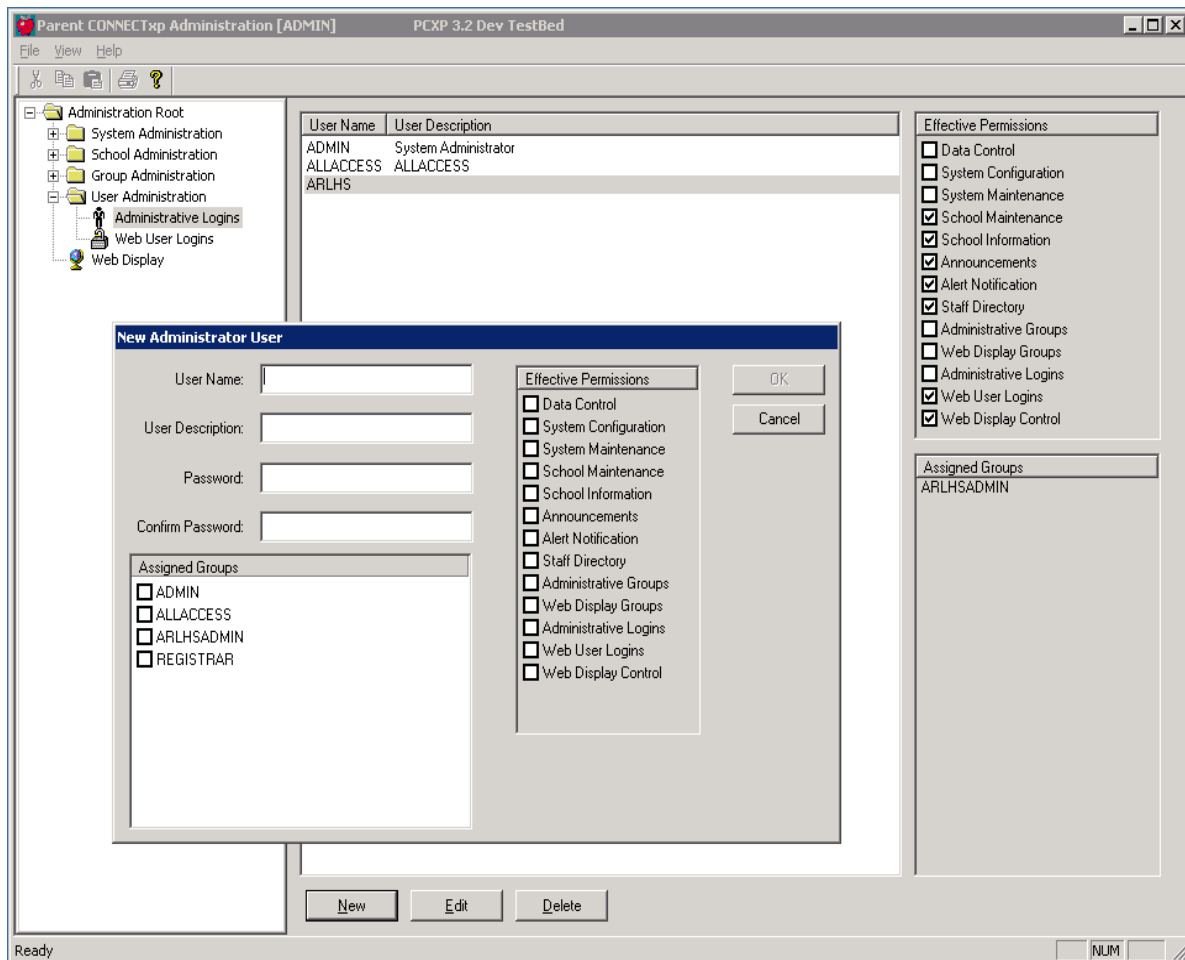 Parent CONNECTxp Administration [ADMIN] PCXP 3.2 Dev TestBed
File View Help
Administration Root
System Administration
School Administration
Group Administration
User Administration
Administrative Logins
Web User Logins
Web Display
User Name User Description
ADMIN System Administrator
ALLACCESS ALLACCESS
ARLHS
Effective Permissions
Data Control
System Configuration
System Maintenance
School Maintenance
School Information
Announcements
Alert Notification
Staff Directory
Administrative Groups
Web Display Groups
Administrative Logins
Web User Logins
Web Display Control
Assigned Groups
ARLHSADMIN
New Administrator User
User Name:
User Description:
Password:
Confirm Password:
Assigned Groups
ADMIN
ALLACCESS
ARLHSADMIN
REGISTRAR
Effective Permissions
Data Control
System Configuration
System Maintenance
School Maintenance
School Information
Announcements
Alert Notification
Staff Directory
Administrative Groups
Web Display Groups
Administrative Logins
Web User Logins
Web Display Control
OK
Cancel
New Edit Delete
Ready NUM